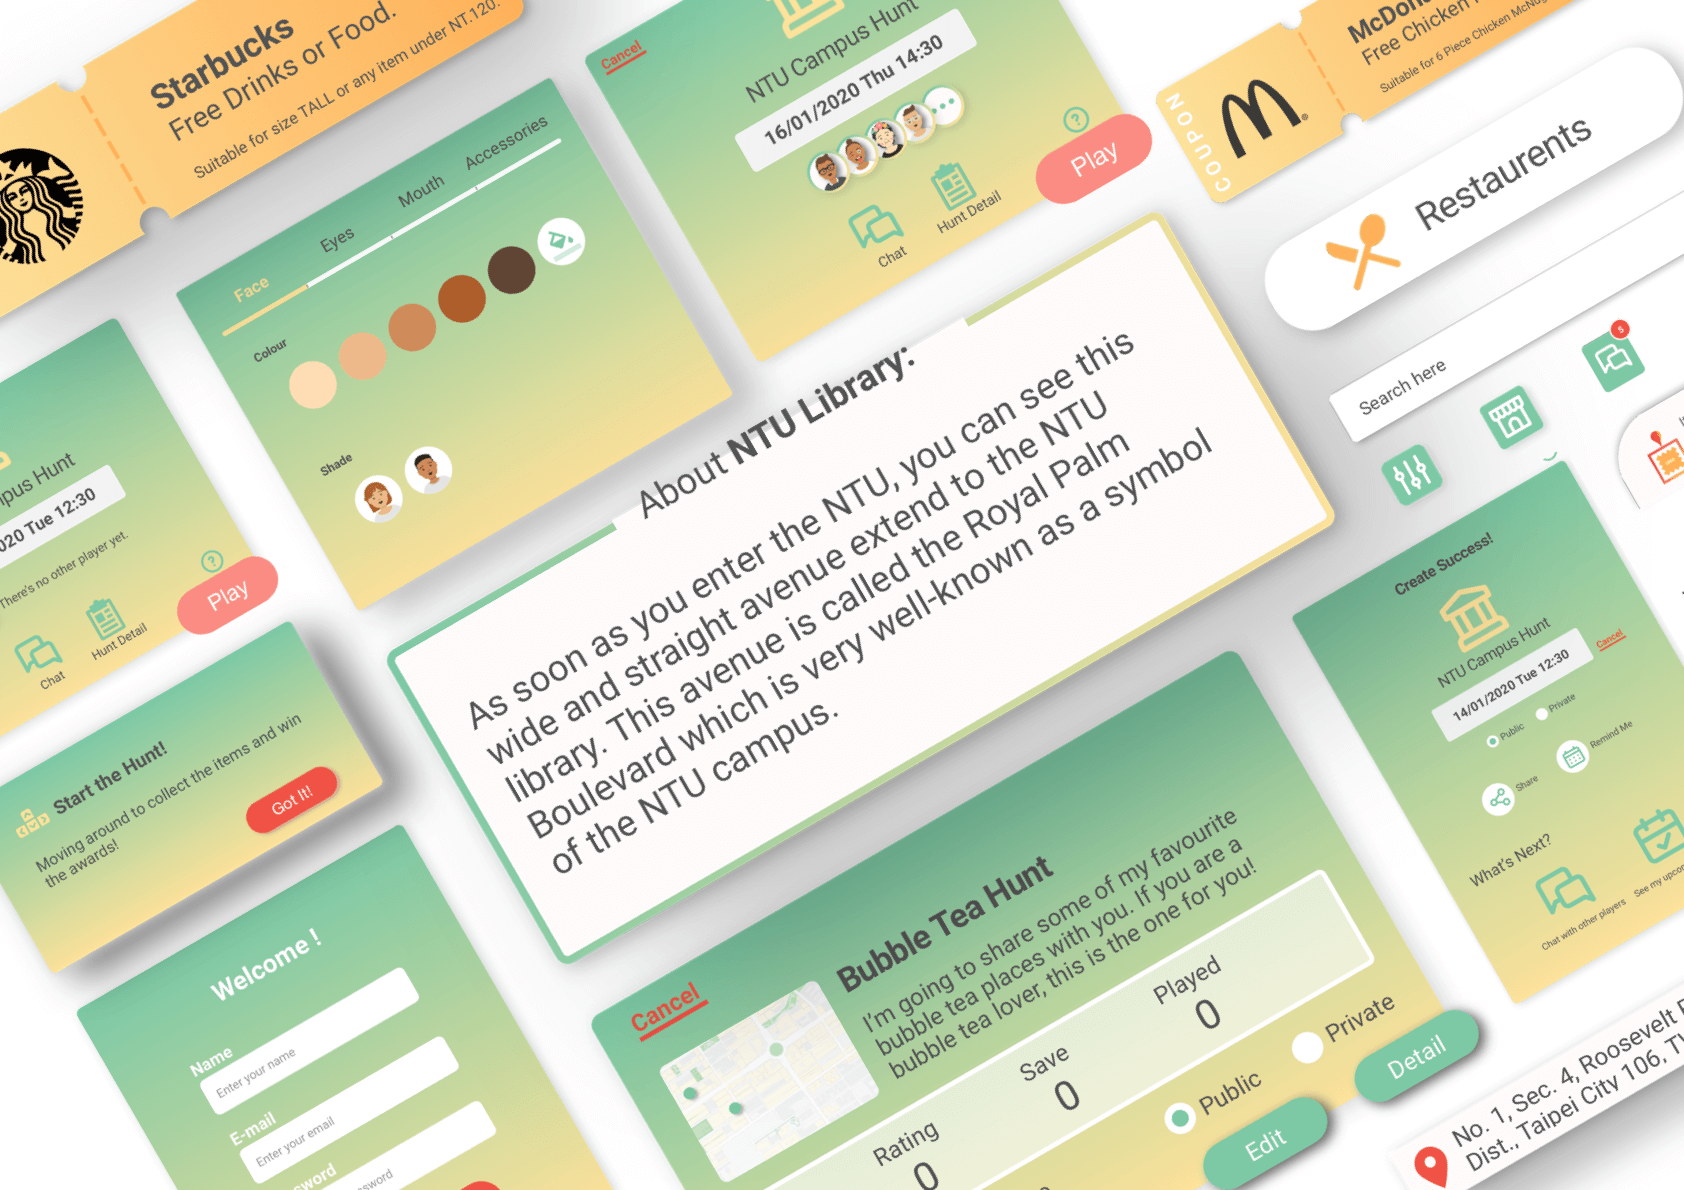 Starbucks
Free Drinks or Food.
Suitable for size TALL or any item under NT.120.
Face
Eyes
Mouth
Accessories
Colour
Shade
Cancel
NTU Campus Hunt
16/01/2020 Thu 14:30
?
Play
Chat
Hunt Detail
COUPON
Free Chicken
Suitable for 6 Piece Chicken
Restaurents
Search here
5
Hunt
020 Tue 12:30
There's no other player yet.
?
Play
Chat
Hunt Detail
About NTU Library:
As soon as you enter the NTU, you can see this
wide and straight avenue extend to the NTU
library. This avenue is called the Royal Palm
Boulevard which is very well-known as a symbol
of the NTU campus.
Start the Hunt!
Moving around to collect the items and win
the awards!
Got It!
Create Success!
NTU Campus Hunt
14/01/2020 Tue 12:30
Cancel
Public
Private
Share
Remind Me
What's Next?
Chat with other players
See my
Welcome !
Name
Enter your name
E-mail
Enter your email
Cancel
Bubble Tea Hunt
I'm going to share some of my favourite
bubble tea places with you. If you are a
bubble tea lover, this is the one for you!
Rating
0
Save
0
Played
0
Public
Private
Edit
Detail
No. 1, Sec. 4, Roosevelt
Dist., Taipei City 106,